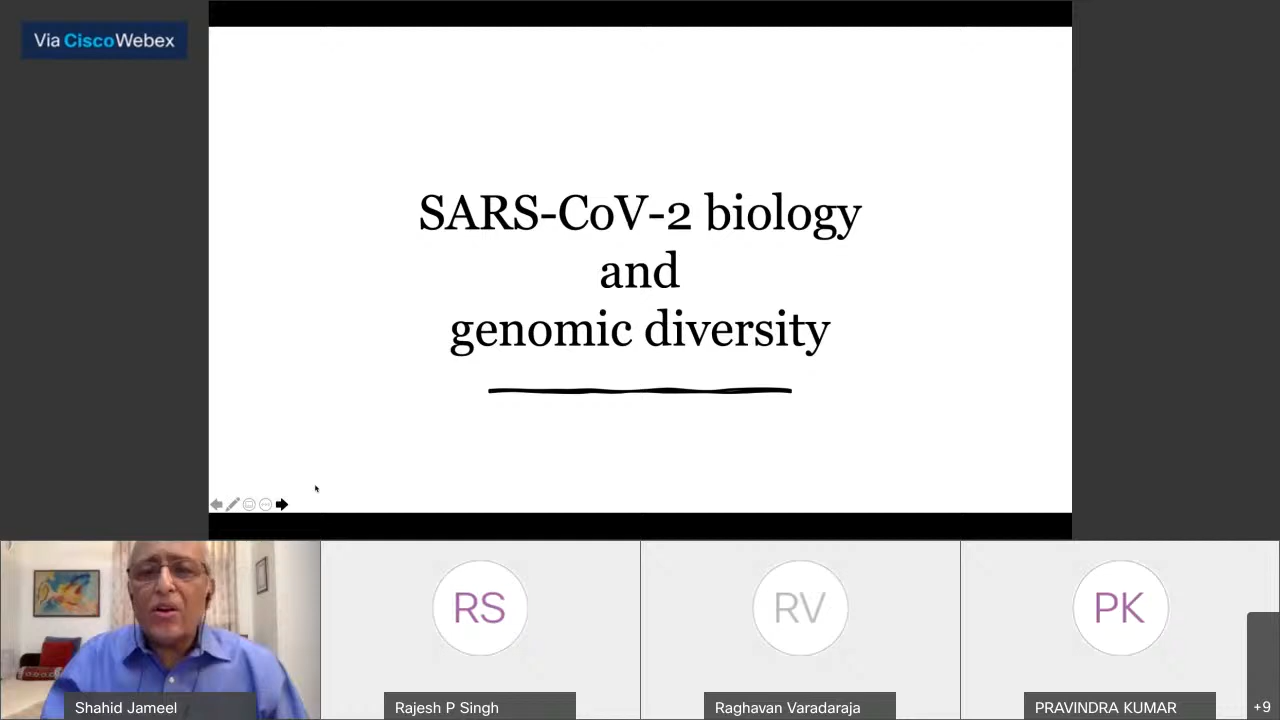 Via CiscoWebex
SARS-CoV-2 biology
and
genomic diversity
RS
RV
PK
Shahid Jameel
Rajesh P Singh
Raghavan Varadaraja
PRAVINDRA KUMAR
+9